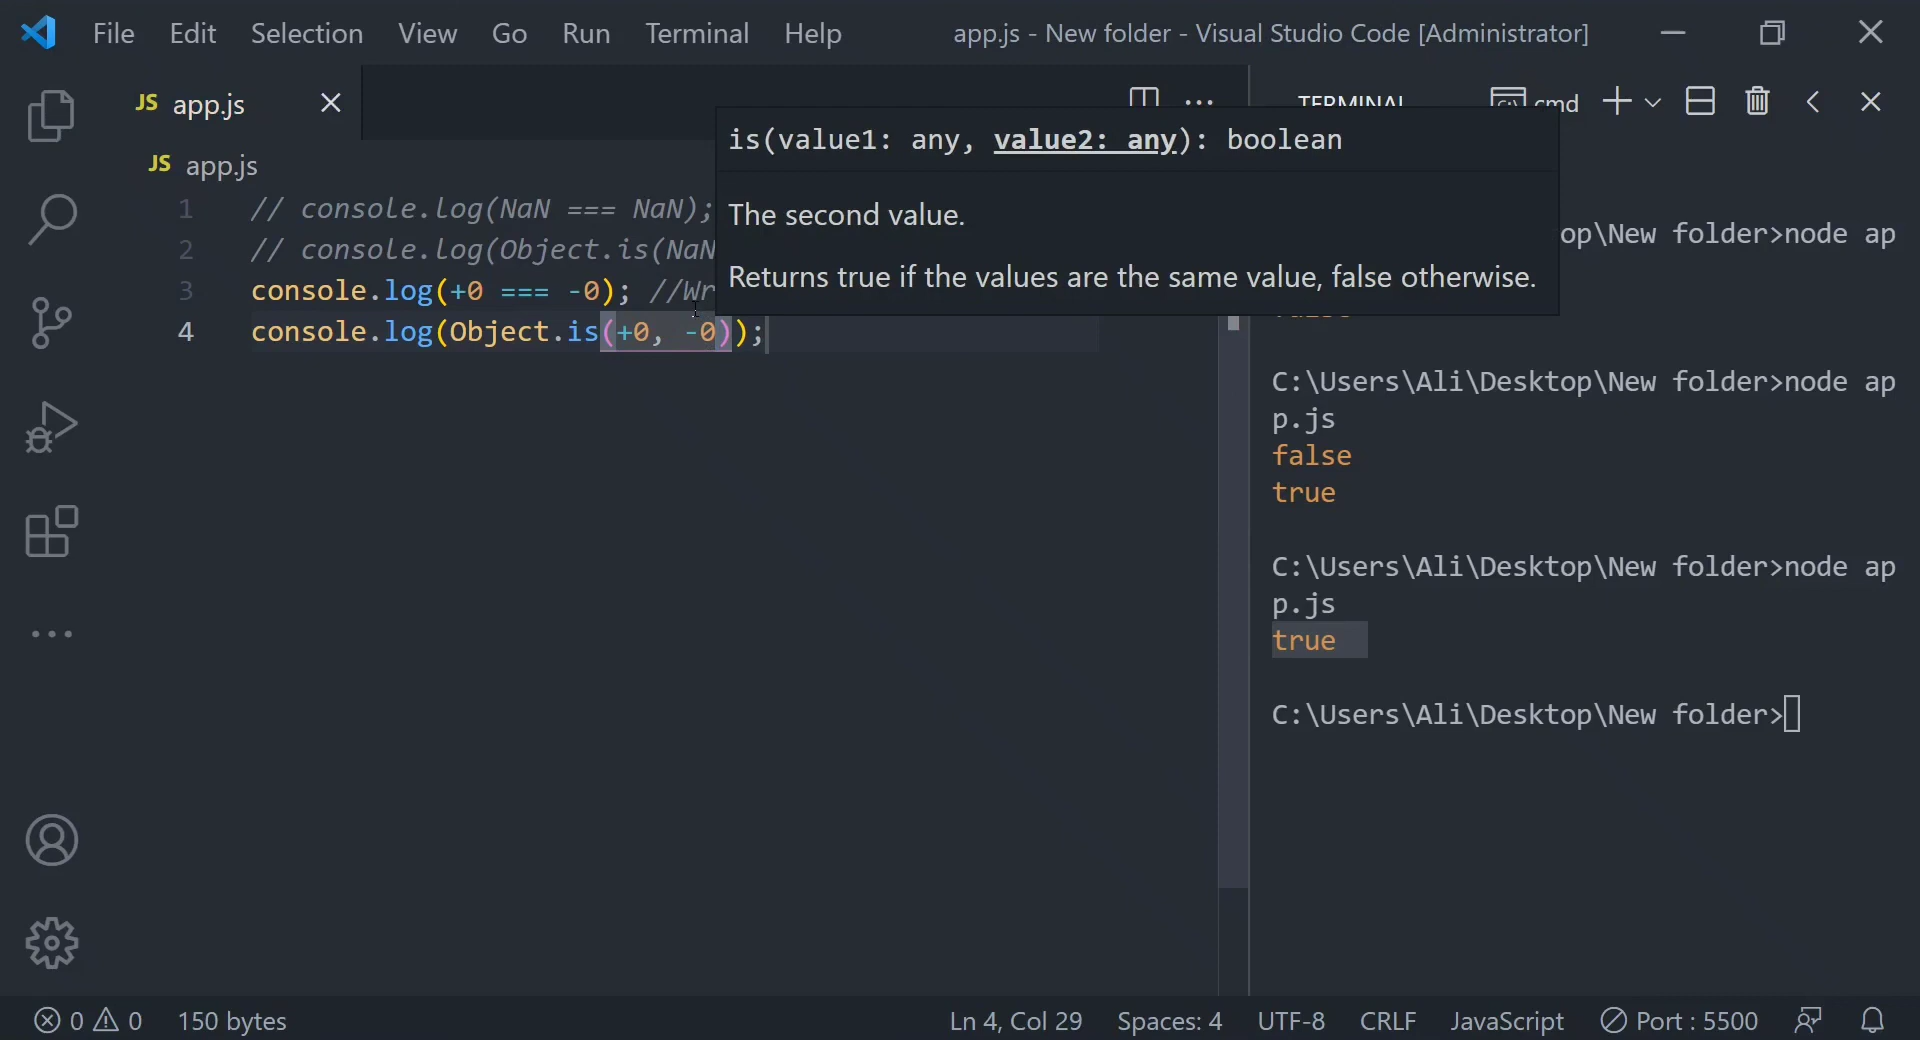 File Edit Selection View Go Run Terminal Help app.js - New folder - Visual Studio Code [Administrator]
JS app.js
TERMINAL cmd
JS app.js
is(value1: any, value2: any): boolean
The second value.
Returns true if the values are the same value, false otherwise.
1 // console.log(NaN === NaN);
2 // console.log(Object.is(NaN
3 console.log(+0 === -0); //Wr
4 console.log(Object.is(+0, -0));
op\New folder>node ap
false
C:\Users\Ali\Desktop\New folder>node ap
p.js
false
true
C:\Users\Ali\Desktop\New folder>node ap
p.js
true
C:\Users\Ali\Desktop\New folder>
0 0 150 bytes Ln 4, Col 29 Spaces: 4 UTF-8 CRLF JavaScript Port : 5500